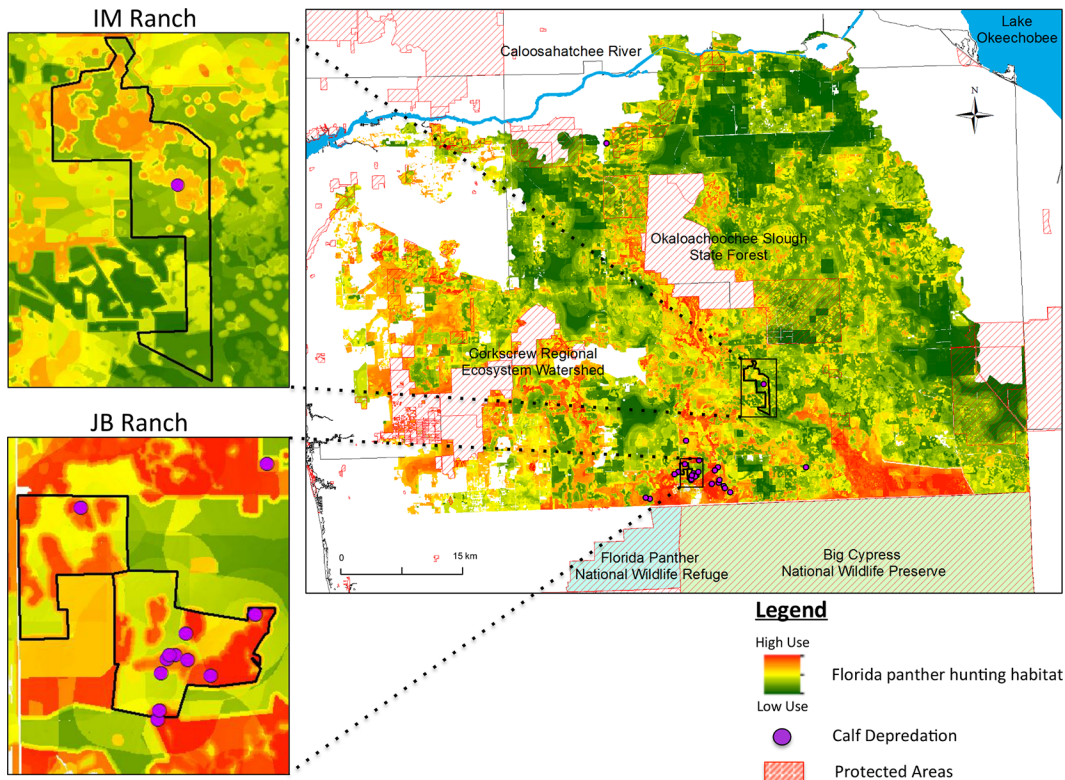 IM Ranch
Caloosahatchee River
Lake
Okeechobee
N
Okaloachoochee Slough
State Forest
Corkscrew Regional
Ecosystem Watershed
JB Ranch
0
15 km
Florida Panther
National Wildlife Refuge
Big Cypress
National Wildlife Preserve
Legend
High Use
Low Use
Florida panther hunting habitat
Calf Depredation
Protected Areas